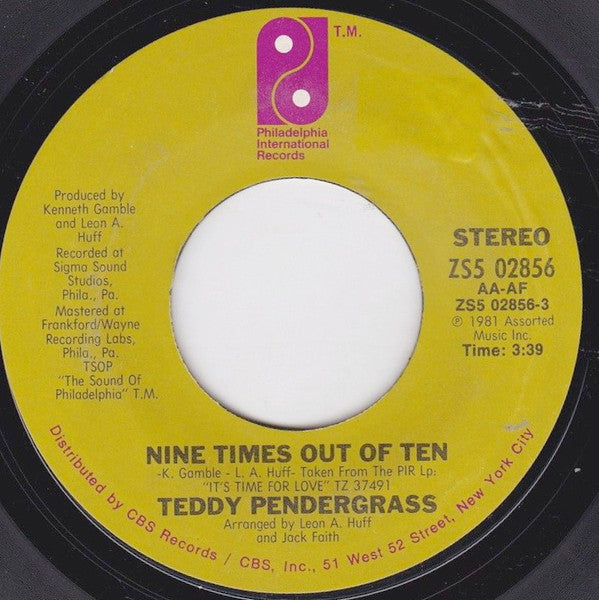 T.M.
Philadelphia
International
Records
Produced by
Kenneth Gamble
and Leon A.
Huff
Recorded at
Sigma Sound
Studios,
Phila., Pa.
Mastered at
Frankford/Wayne
Recording Labs,
Phila., Pa.
TSOP
"The Sound Of
Philadelphia" T.M.
STEREO
ZS5 02856
AA-AF
ZS5 02856-3
℗ 1981 Assorted
Music Inc.
Time: 3:39
NINE TIMES OUT OF TEN
-K. Gamble - L. A. Huff- Taken From The PIR Lp:
"IT'S TIME FOR LOVE" TZ 37491
TEDDY PENDERGRASS
Arranged by Leon A. Huff
and Jack Faith
Distributed by CBS Records / CBS, Inc., 51 West 52 Street, New York City